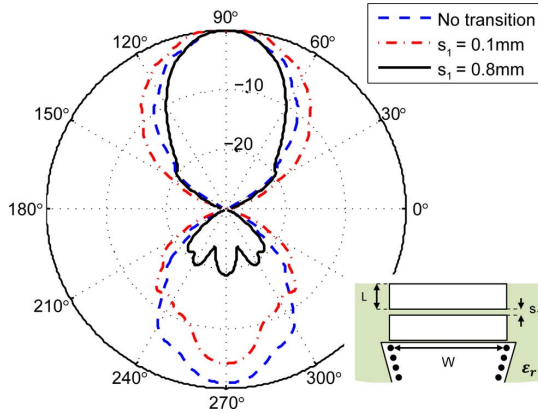 No transition
s₁ = 0.1mm
s₁ = 0.8mm
90°
120°
60°
−10
150°
30°
−20
180°
0°
210°
L
s
240°
300°
W
εᵣ
270°